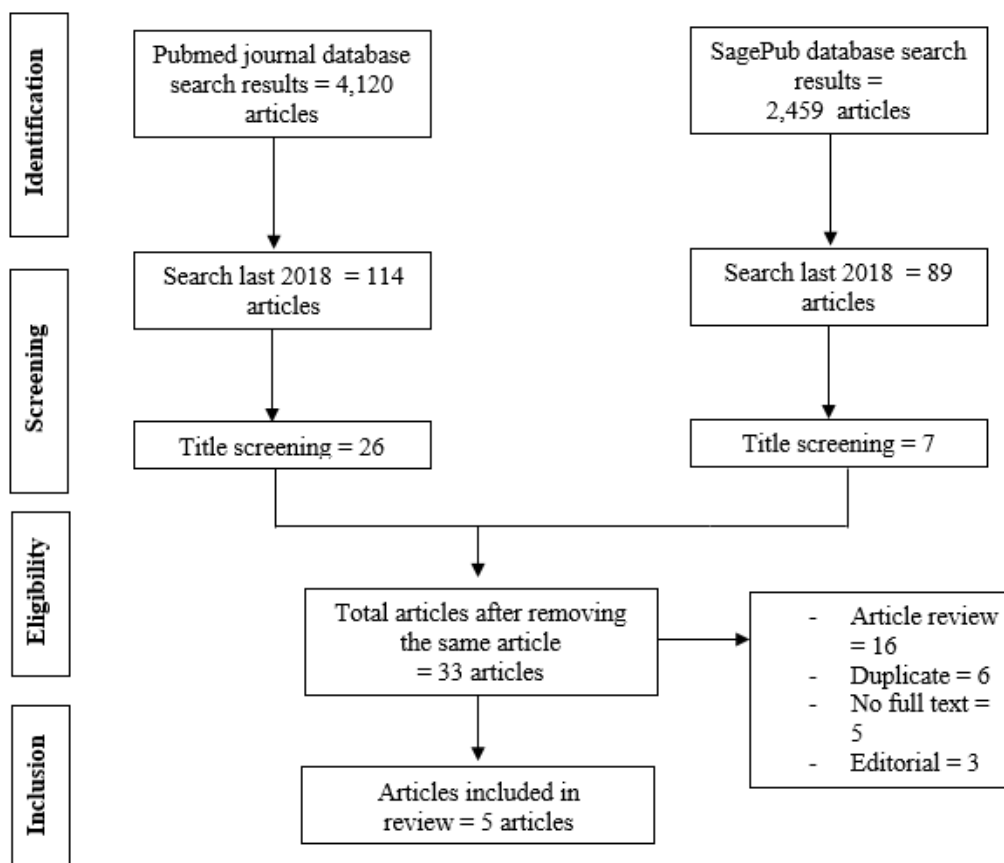 Identification
Pubmed journal database
search results = 4,120
articles
SagePub database search
results =
2,459 articles
Screening
Search last 2018 = 114
articles
Search last 2018 = 89
articles
Title screening = 26
Title screening = 7
Eligibility
Total articles after removing
the same article
= 33 articles
- Article review
= 16
- Duplicate = 6
- No full text =
5
- Editorial = 3
Inclusion
Articles included in
review = 5 articles